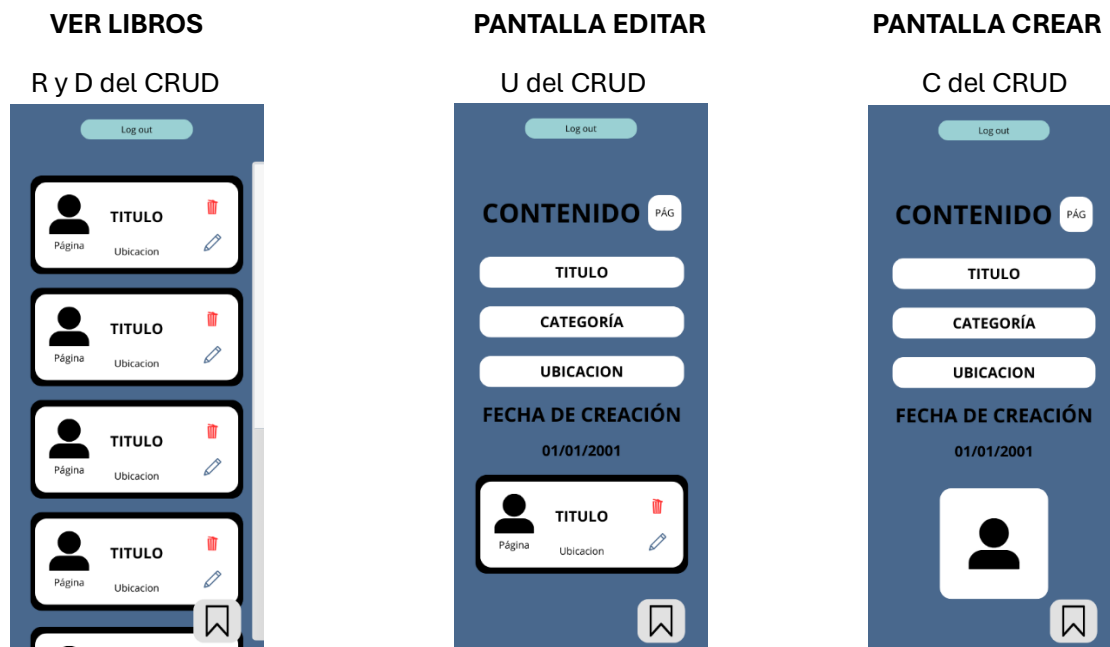 VER LIBROS
R y D del CRUD
Log out
TITULO
Página
Ubicacion
TITULO
Página
Ubicacion
TITULO
Página
Ubicacion
TITULO
Página
Ubicacion
PANTALLA EDITAR
U del CRUD
Log out
CONTENIDO PÁG
TITULO
CATEGORÍA
UBICACION
FECHA DE CREACIÓN
01/01/2001
TITULO
Página
Ubicacion
PANTALLA CREAR
C del CRUD
Log out
CONTENIDO PÁG
TITULO
CATEGORÍA
UBICACION
FECHA DE CREACIÓN
01/01/2001